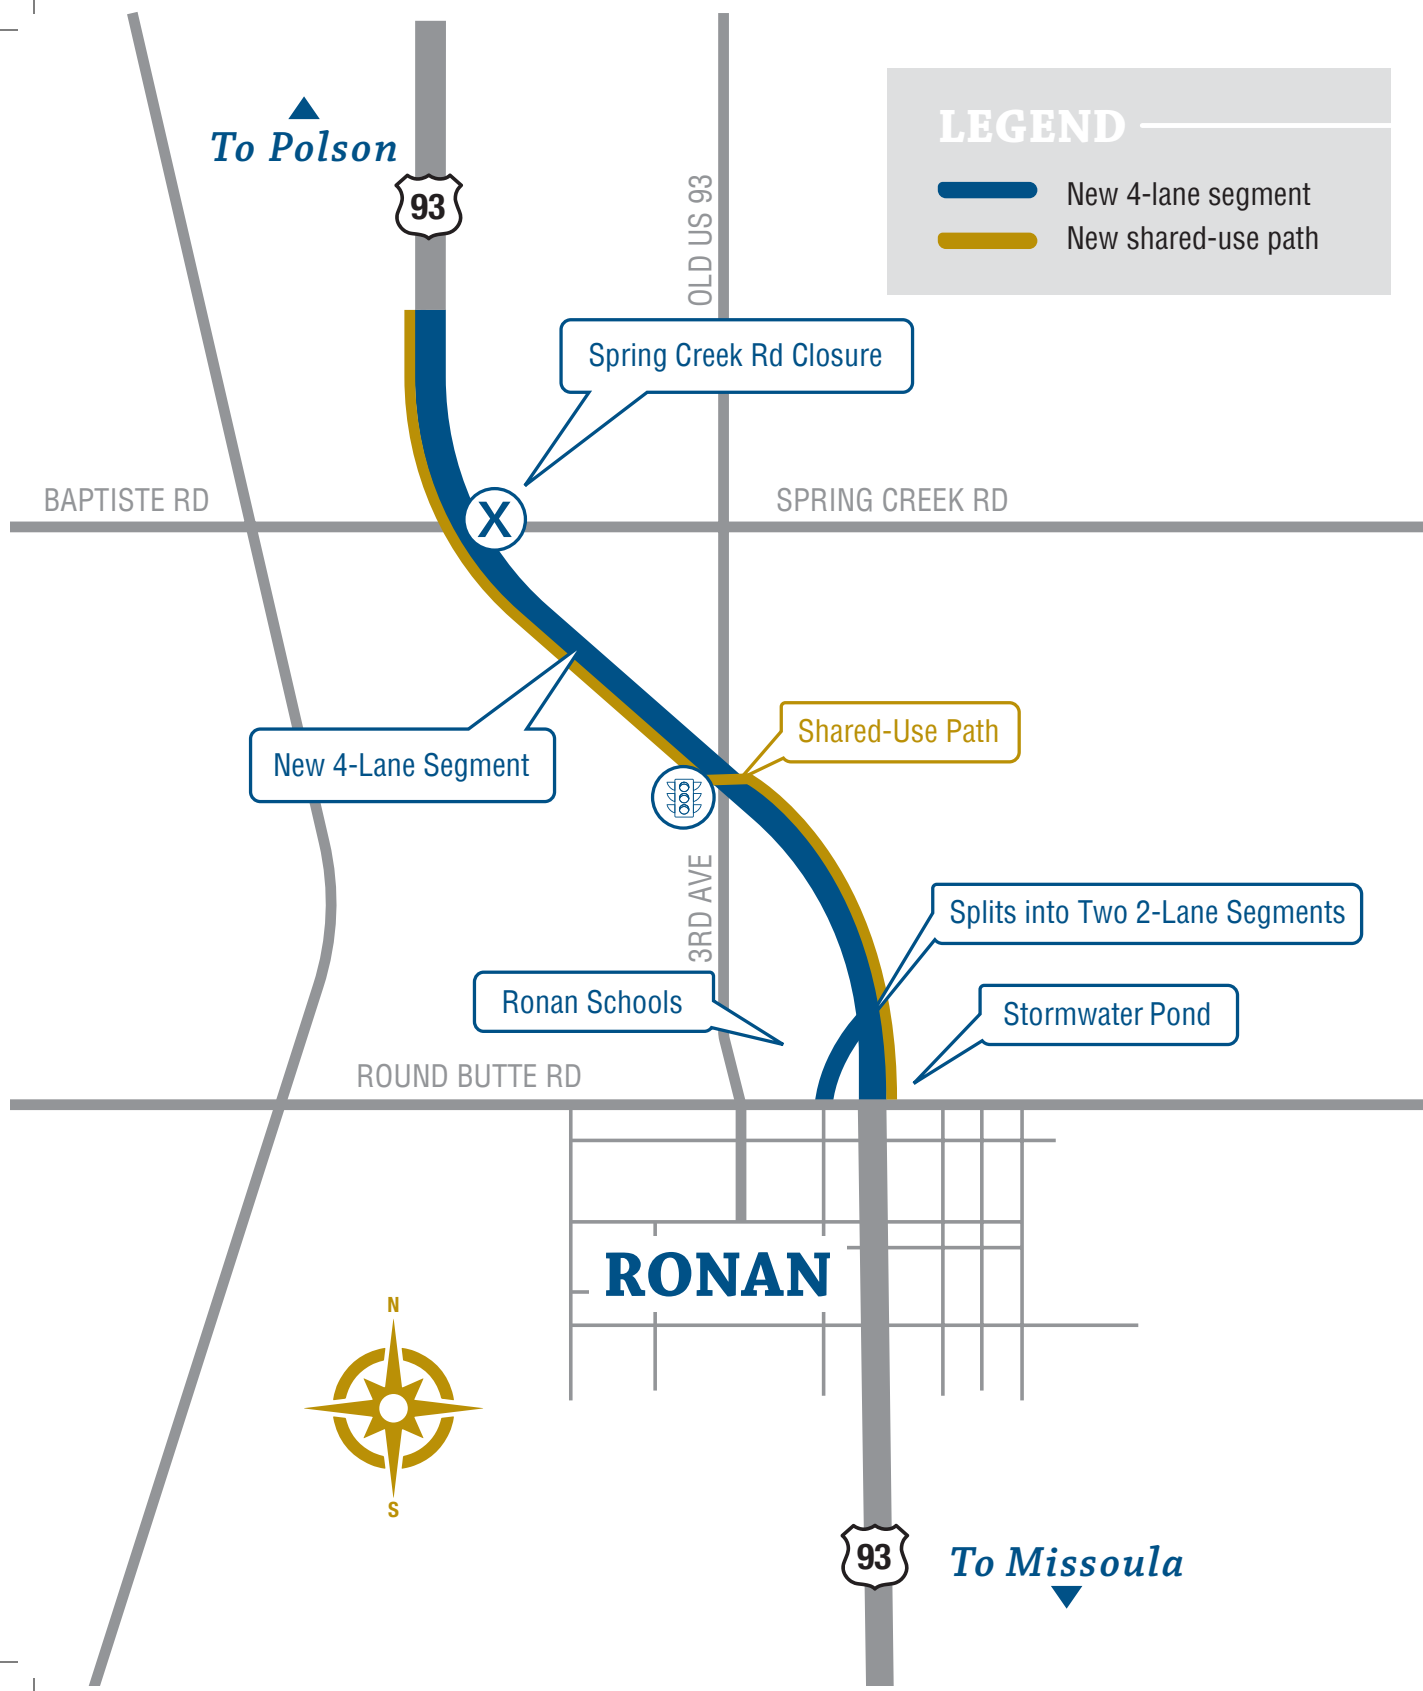 To Polson
93
OLD US 93
LEGEND
New 4-lane segment
New shared-use path
Spring Creek Rd Closure
BAPTISTE RD
X
SPRING CREEK RD
Shared-Use Path
New 4-Lane Segment
3RD AVE
Splits into Two 2-Lane Segments
Ronan Schools
Stormwater Pond
ROUND BUTTE RD
RONAN
N
S
93
To Missoula